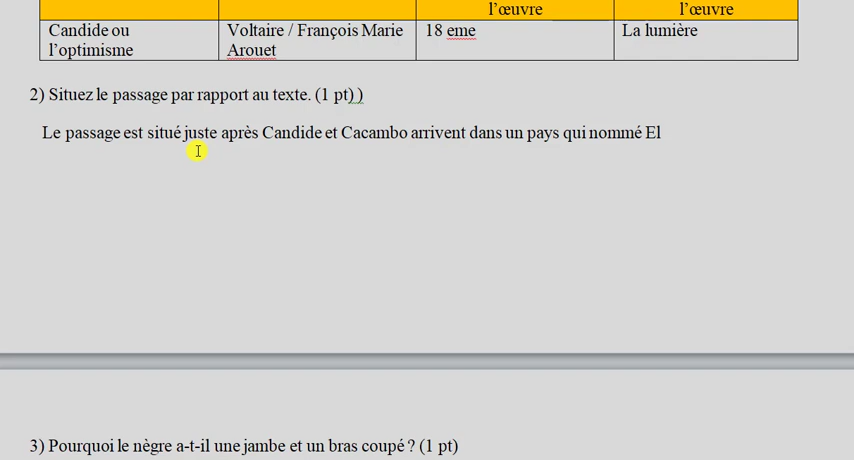 l'œuvre
l'œuvre
Candide ou
l'optimisme
Voltaire / François Marie
Arouet
18 eme
La lumière
2) Situez le passage par rapport au texte. (1 pt) )
Le passage est situé juste après Candide et Cacambo arrivent dans un pays qui nommé El
3) Pourquoi le nègre a-t-il une jambe et un bras coupé ? (1 pt)